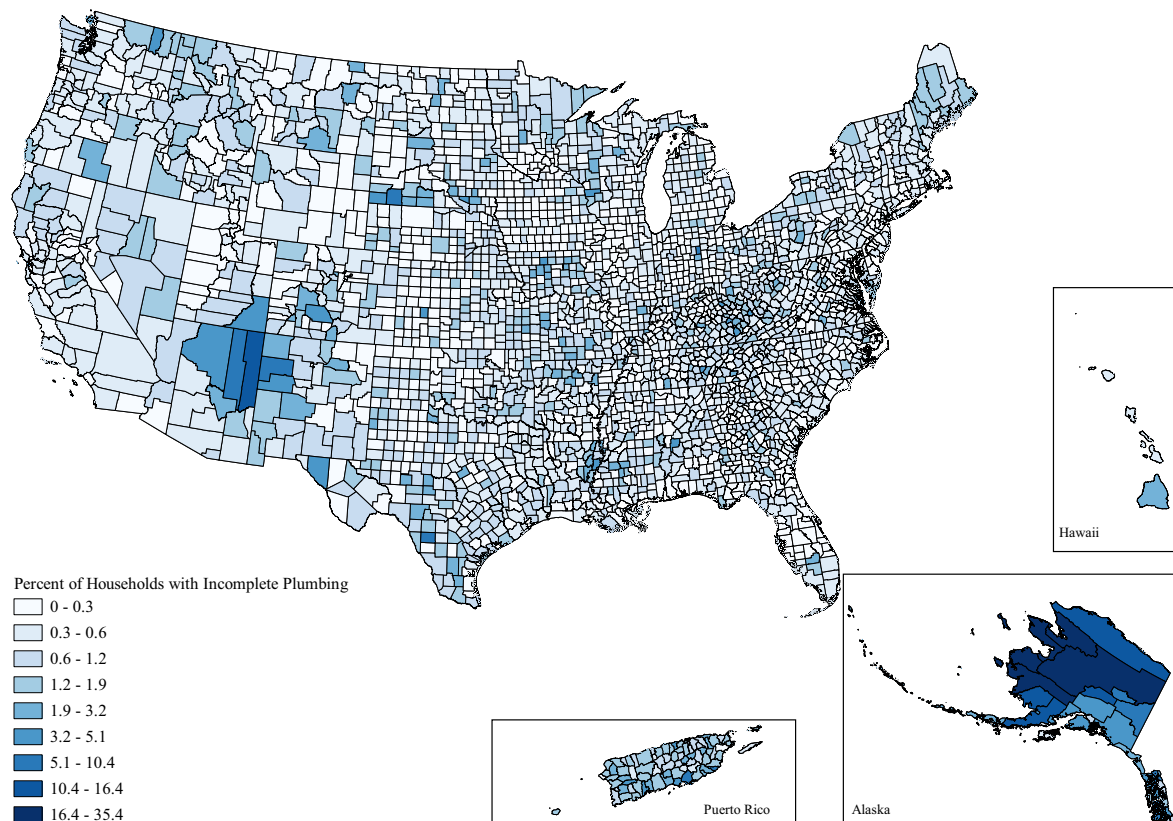 Hawaii
Percent of Households with Incomplete Plumbing
0 - 0.3
0.3 - 0.6
0.6 - 1.2
1.2 - 1.9
1.9 - 3.2
3.2 - 5.1
5.1 - 10.4
10.4 - 16.4
16.4 - 35.4
Puerto Rico
Alaska